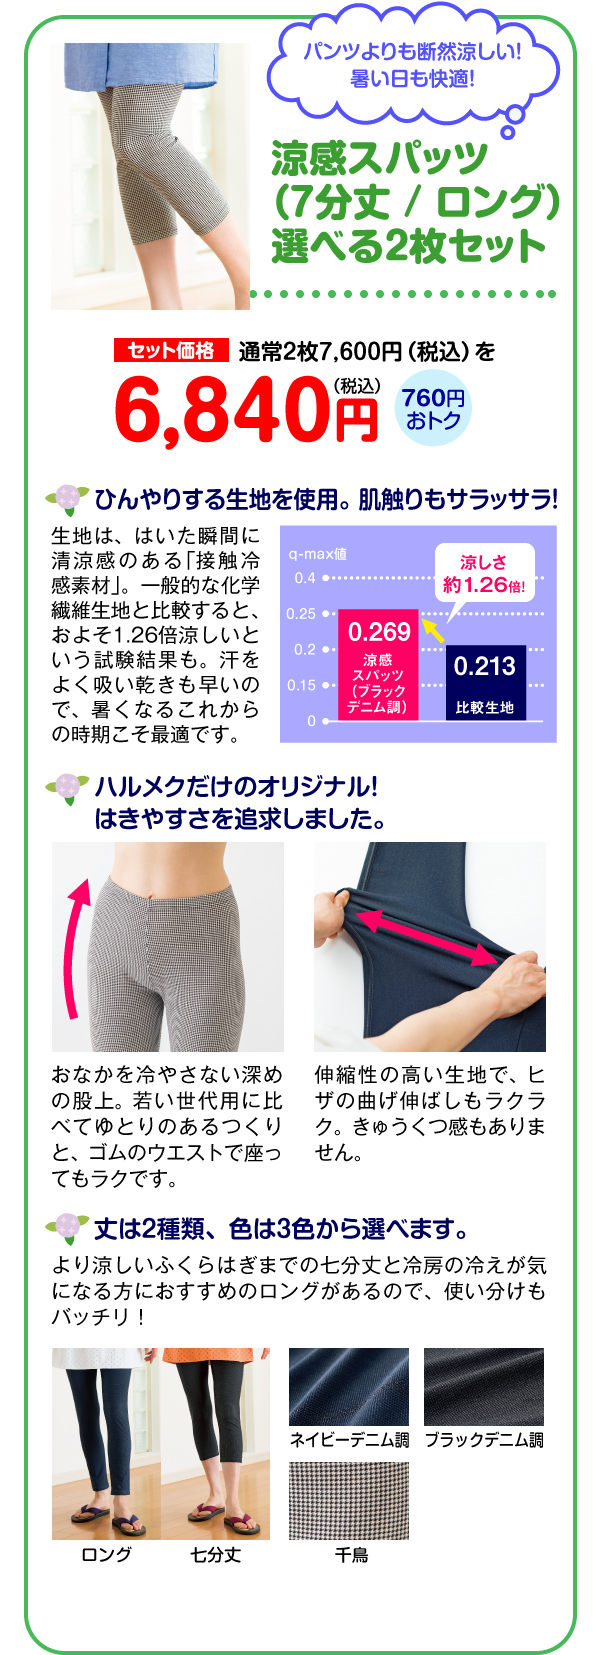 パンツよりも断然涼しい!
暑い日も快適!
涼感スパッツ
(7分丈 / ロング)
選べる2枚セット
セット価格 通常2枚7,600円(税込)を
6,840円(税込)
760円
おトク
ひんやりする生地を使用。肌触りもサラッサラ!
生地は、はいた瞬間に
清涼感のある「接触冷
感素材」。一般的な化学
繊維生地と比較すると、
およそ1.26倍涼しいと
いう試験結果も。汗を
よく吸い乾きも早いの
で、暑くなるこれから
の時期こそ最適です。
q-max値
0.4
0.25
0.2
0.15
0
涼しさ
約1.26倍!
0.269
涼感
スパッツ
(ブラック
デニム調)
0.213
比較生地
ハルメクだけのオリジナル!
はきやすさを追求しました。
おなかを冷やさない深め
の股上。若い世代用に比
べてゆとりのあるつくり
と、ゴムのウエストで座っ
てもラクです。
伸縮性の高い生地で、ヒ
ザの曲げ伸ばしもラクラ
ク。きゅうくつ感もありま
せん。
丈は2種類、色は3色から選べます。
より涼しいふくらはぎまでの七分丈と冷房の冷えが気
になる方におすすめのロングがあるので、使い分けも
バッチリ！
ロング
七分丈
ネイビーデニム調
ブラックデニム調
千鳥